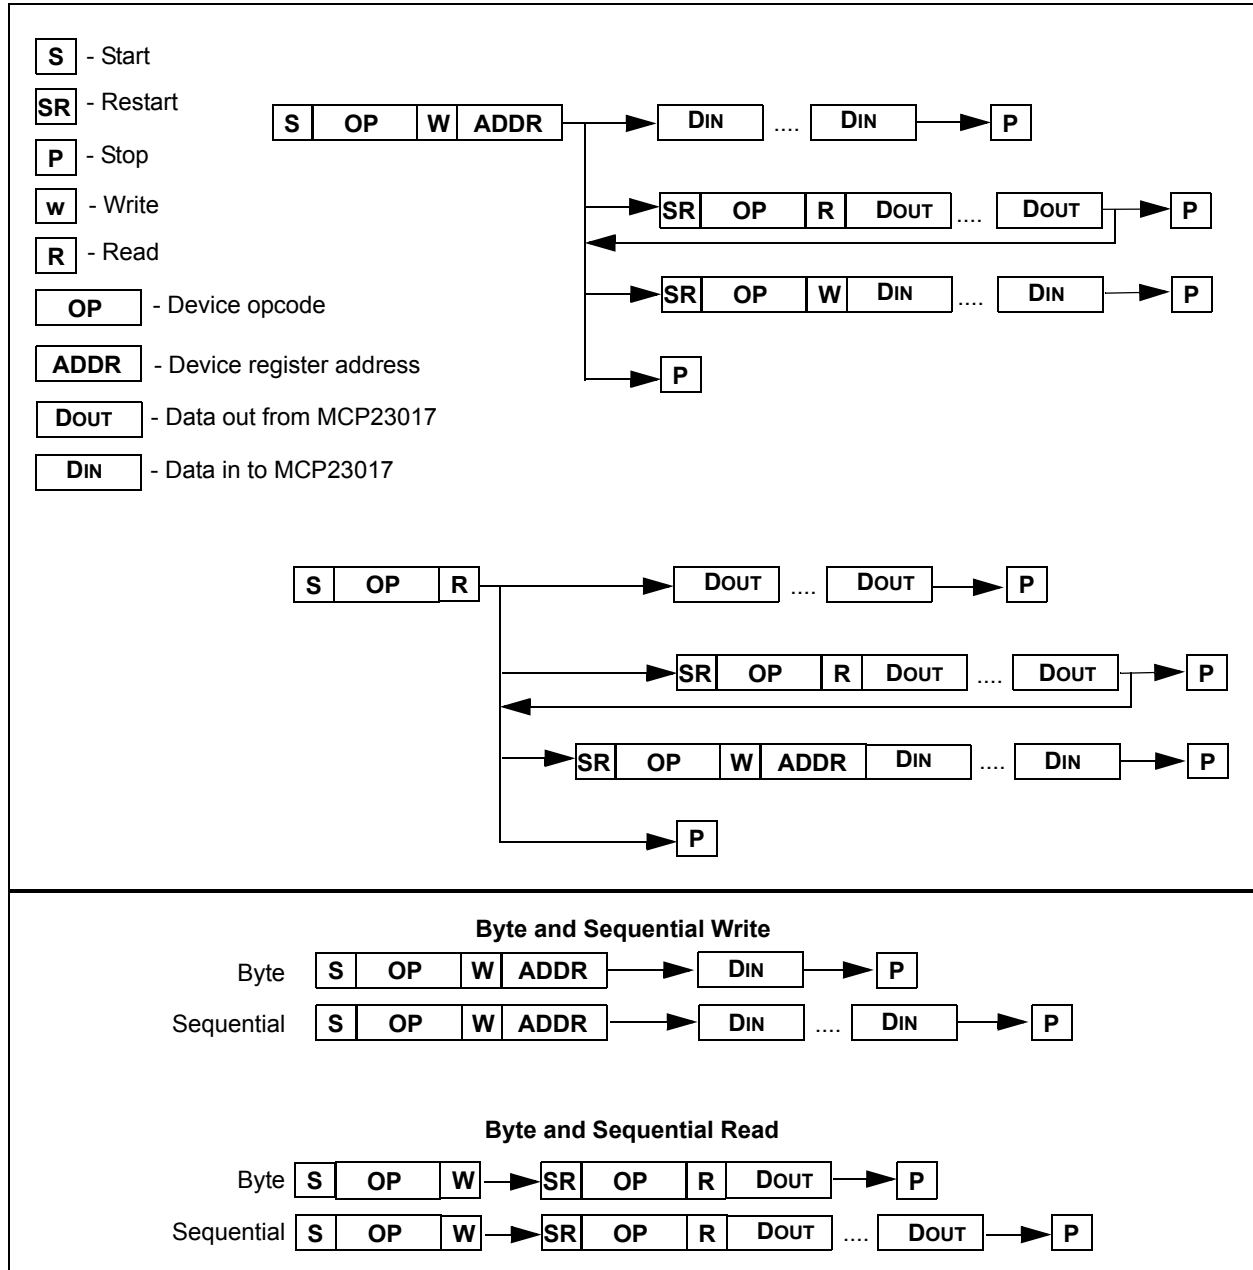 S - Start
SR - Restart
P - Stop
W - Write
R - Read
OP - Device opcode
ADDR - Device register address
DOUT - Data out from MCP23017
DIN - Data in to MCP23017
S OP W ADDR DIN .... DIN P
SR OP R DOUT .... DOUT P
SR OP W DIN .... DIN P
P
S OP R DOUT .... DOUT P
SR OP R DOUT .... DOUT P
SR OP W ADDR DIN .... DIN P
P
Byte and Sequential Write
Byte S OP W ADDR DIN P
Sequential S OP W ADDR DIN .... DIN P
Byte and Sequential Read
Byte S OP W SR OP R DOUT P
Sequential S OP W SR OP R DOUT .... DOUT P